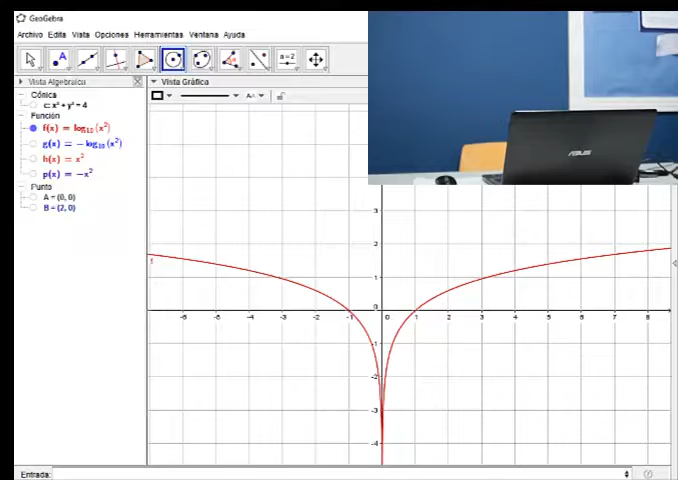 GeoGebra
Archivo Edita Vista Opciones Herramientas Ventana Ayuda
a=2
Vista Algebraica
Vista Gráfica
Cónica
c: x² + y² = 4
Función
f(x) = log₁₀(x²)
g(x) = −log₁₀(x²)
h(x) = x²
p(x) = −x²
Punto
A = (0, 0)
B = (2, 0)
ASUS
3
2
1
0
-6 -4 -3 -2 -1 0 1 2 3 4 5 6 7 8
-1
-2
-3
-4
f
Entrada: